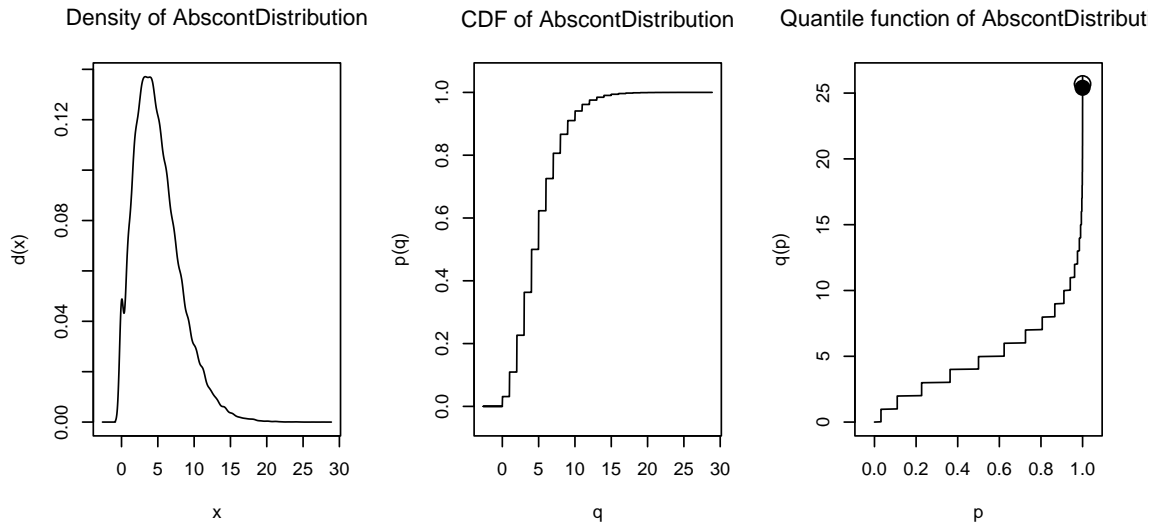 Density of AbscontDistribution
CDF of AbscontDistribution
Quantile function of AbscontDistribut
d(x)
0.00
0.04
0.08
0.12
0 5 10 15 20 25 30
x
p(q)
0.0
0.2
0.4
0.6
0.8
1.0
0 5 10 15 20 25 30
q
q(p)
0
5
10
15
20
25
0.0 0.2 0.4 0.6 0.8 1.0
p